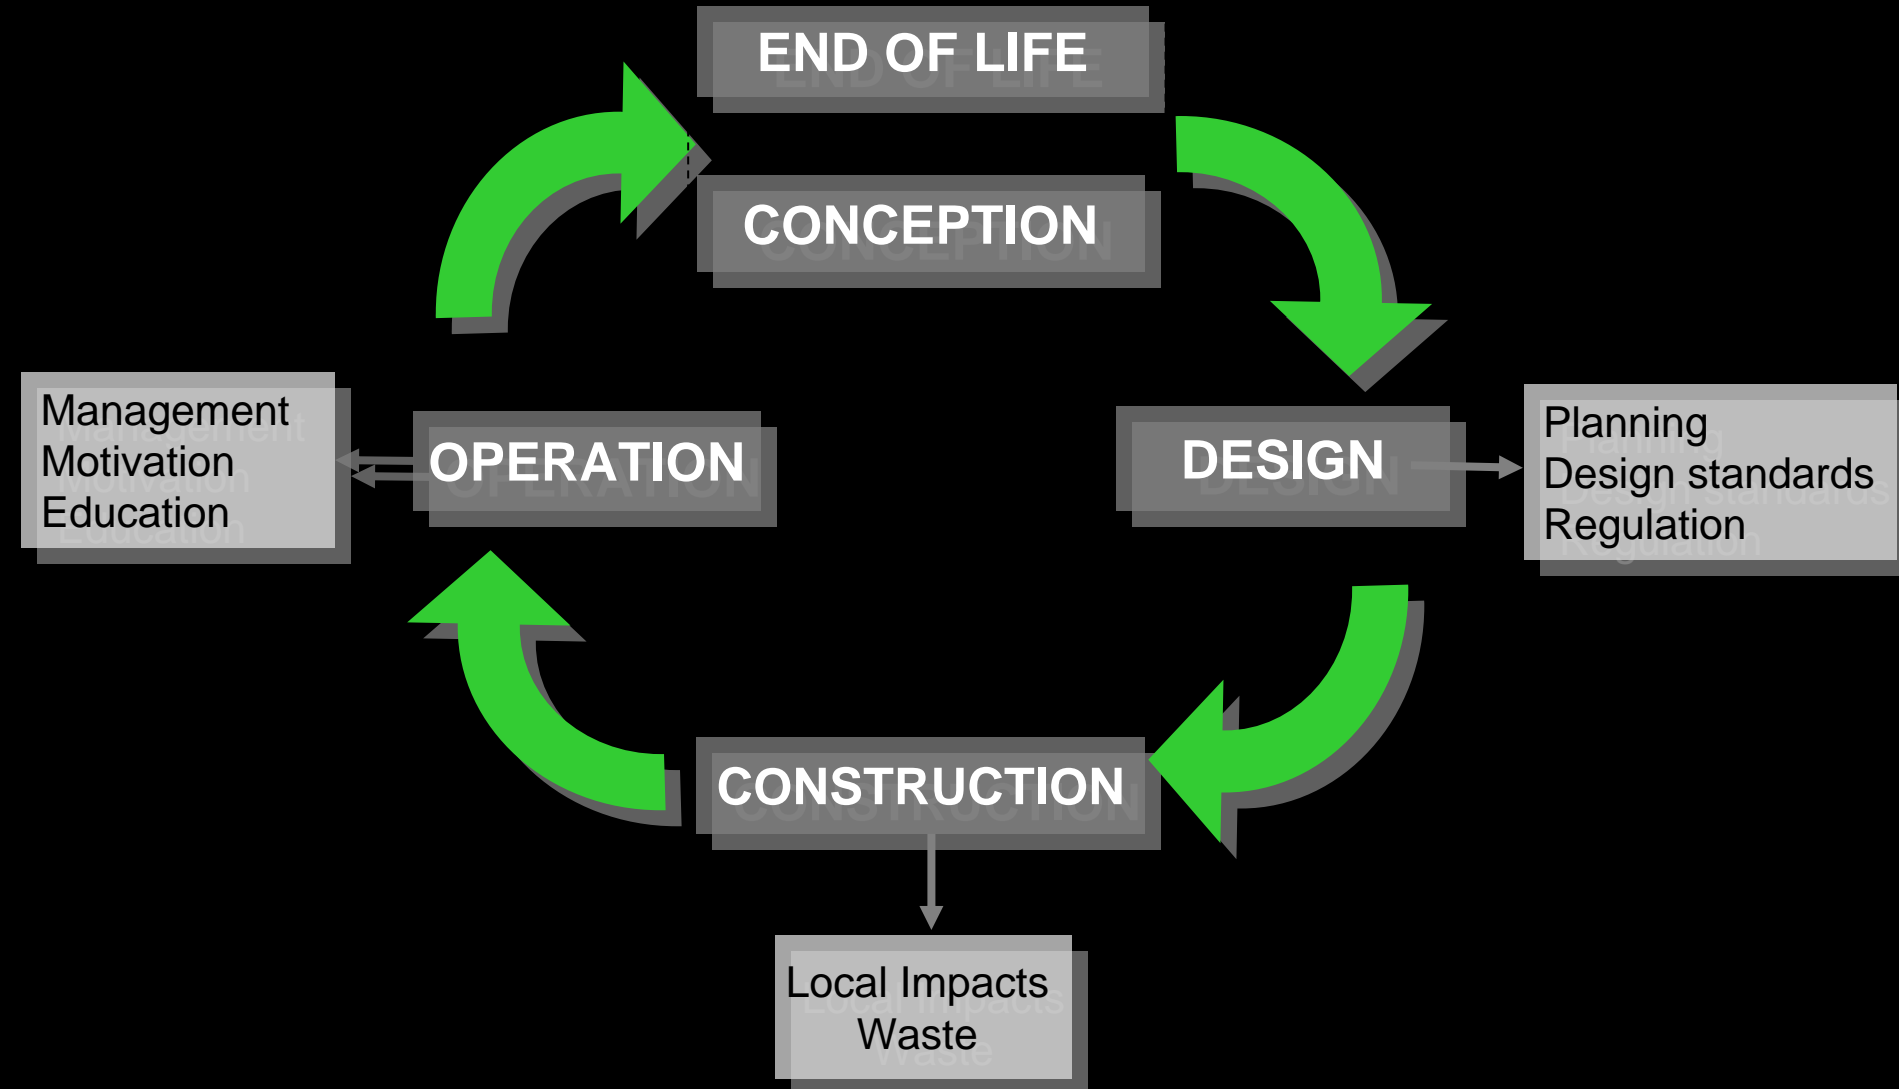 END OF LIFE
CONCEPTION
Management
Motivation
Education
OPERATION
DESIGN
Planning
Design standards
Regulation
CONSTRUCTION
Local Impacts
Waste